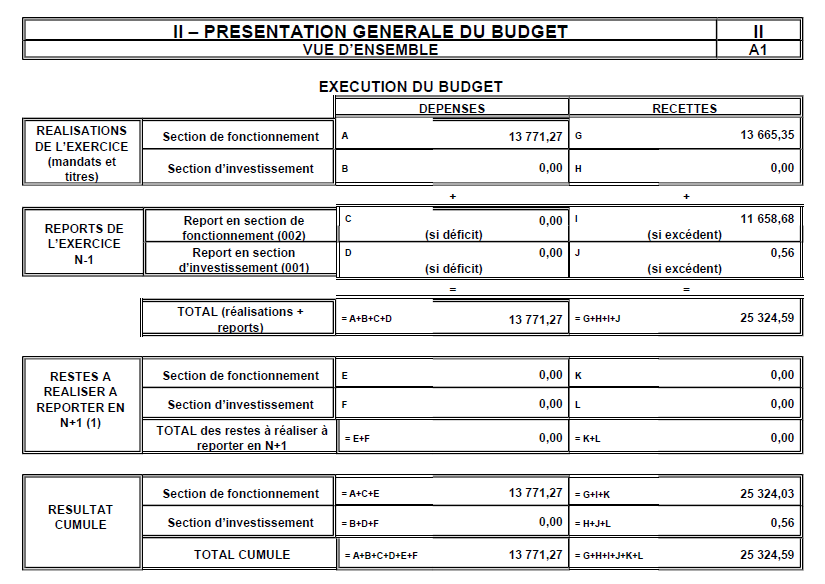 II – PRESENTATION GENERALE DU BUDGET II
VUE D'ENSEMBLE A1
EXECUTION DU BUDGET
DEPENSES RECETTES
REALISATIONS
DE L'EXERCICE
(mandats et
titres)
Section de fonctionnement A 13 771,27 G 13 665,35
Section d'investissement B 0,00 H 0,00
+ +
REPORTS DE
L'EXERCICE
N-1
Report en section de
fonctionnement (002)
C 0,00 I 11 658,68
(si déficit) (si excédent)
Report en section
d'investissement (001)
D 0,00 J 0,56
(si déficit) (si excédent)
= =
TOTAL (réalisations +
reports)
= A+B+C+D 13 771,27 = G+H+I+J 25 324,59
RESTES A
REALISER A
REPORTER EN
N+1 (1)
Section de fonctionnement E 0,00 K 0,00
Section d'investissement F 0,00 L 0,00
TOTAL des restes à réaliser à
reporter en N+1
= E+F 0,00 = K+L 0,00
RESULTAT
CUMULE
Section de fonctionnement = A+C+E 13 771,27 = G+I+K 25 324,03
Section d'investissement = B+D+F 0,00 = H+J+L 0,56
TOTAL CUMULE = A+B+C+D+E+F 13 771,27 = G+H+I+J+K+L 25 324,59